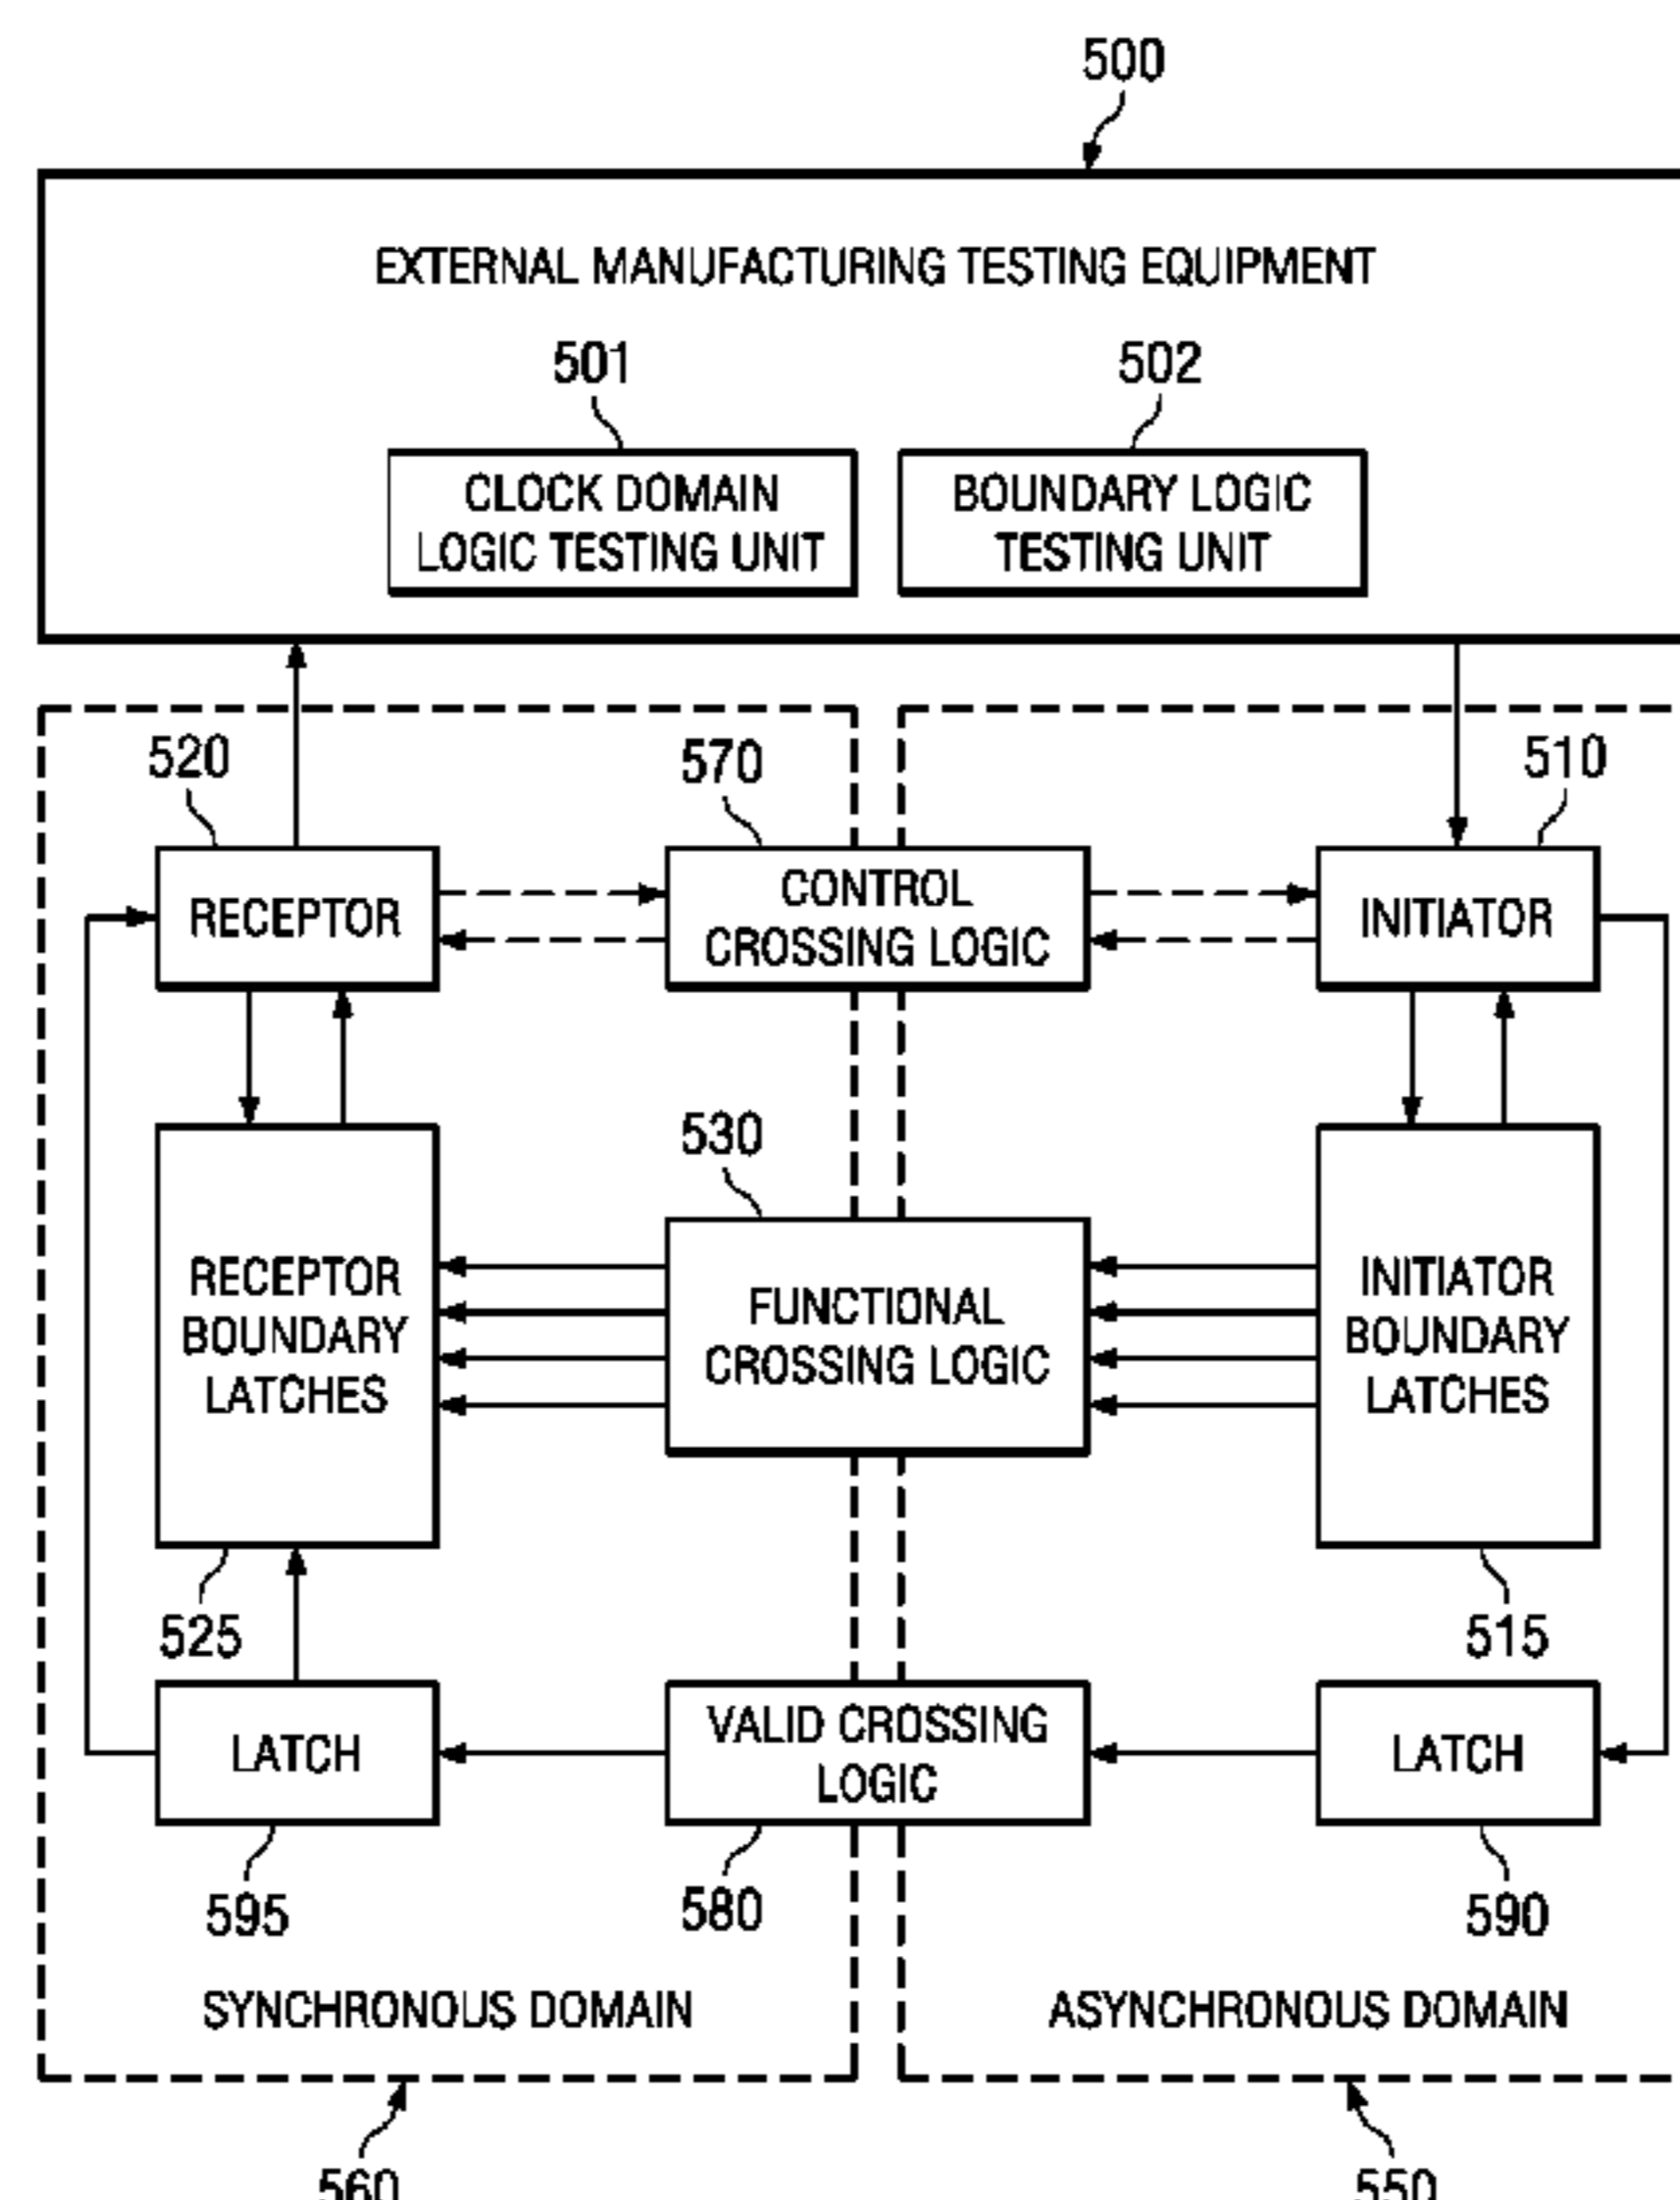 500
EXTERNAL MANUFACTURING TESTING EQUIPMENT
501
502
CLOCK DOMAIN
LOGIC TESTING UNIT
BOUNDARY LOGIC
TESTING UNIT
520
570
510
RECEPTOR
CONTROL
CROSSING LOGIC
INITIATOR
530
RECEPTOR
BOUNDARY
LATCHES
FUNCTIONAL
CROSSING LOGIC
INITIATOR
BOUNDARY
LATCHES
525
515
LATCH
VALID CROSSING
LOGIC
LATCH
595
580
590
SYNCHRONOUS DOMAIN
ASYNCHRONOUS DOMAIN
560
550